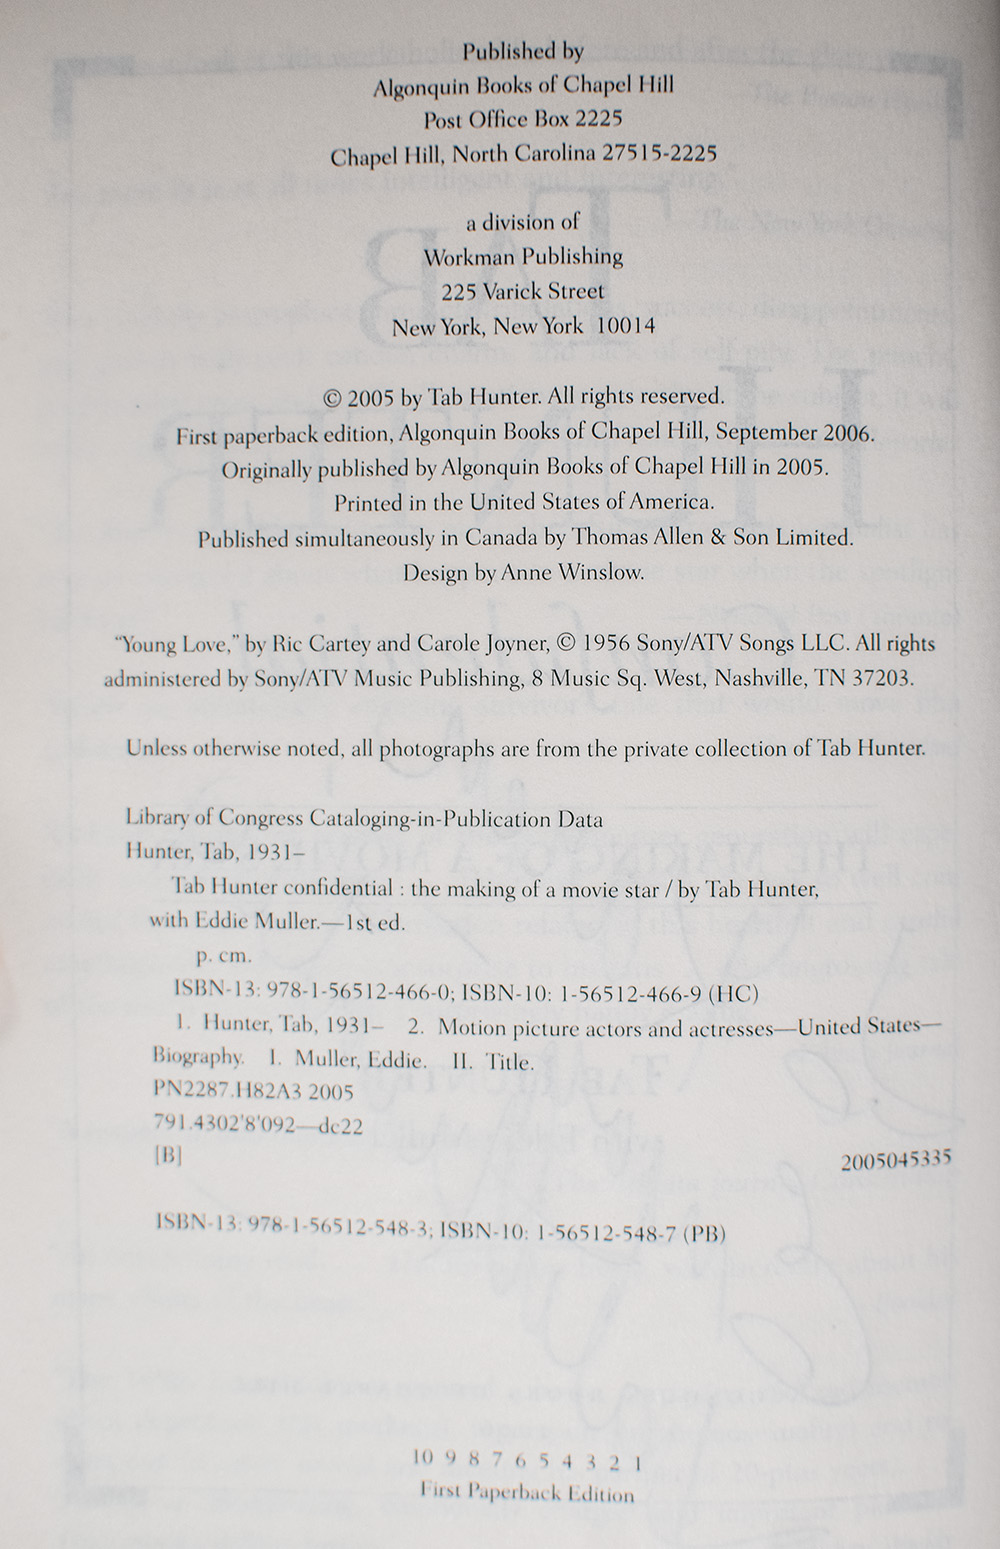 Published by
Algonquin Books of Chapel Hill
Post Office Box 2225
Chapel Hill, North Carolina 27515-2225
a division of
Workman Publishing
225 Varick Street
New York, New York 10014
© 2005 by Tab Hunter. All rights reserved.
First paperback edition, Algonquin Books of Chapel Hill, September 2006.
Originally published by Algonquin Books of Chapel Hill in 2005.
Printed in the United States of America.
Published simultaneously in Canada by Thomas Allen & Son Limited.
Design by Anne Winslow.
“Young Love,” by Ric Cartey and Carole Joyner, © 1956 Sony/ATV Songs LLC. All rights
administered by Sony/ATV Music Publishing, 8 Music Sq. West, Nashville, TN 37203.
Unless otherwise noted, all photographs are from the private collection of Tab Hunter.
Library of Congress Cataloging-in-Publication Data
Hunter, Tab, 1931–
Tab Hunter confidential : the making of a movie star / by Tab Hunter,
with Eddie Muller.—1st ed.
p. cm.
ISBN-13: 978-1-56512-466-0; ISBN-10: 1-56512-466-9 (HC)
1. Hunter, Tab, 1931– 2. Motion picture actors and actresses—United States—
Biography. I. Muller, Eddie. II. Title.
PN2287.H82A3 2005
791.4302'8'092—dc22
[B] 2005045335
ISBN-13: 978-1-56512-548-3; ISBN-10: 1-56512-548-7 (PB)
10 9 8 7 6 5 4 3 2 1
First Paperback Edition